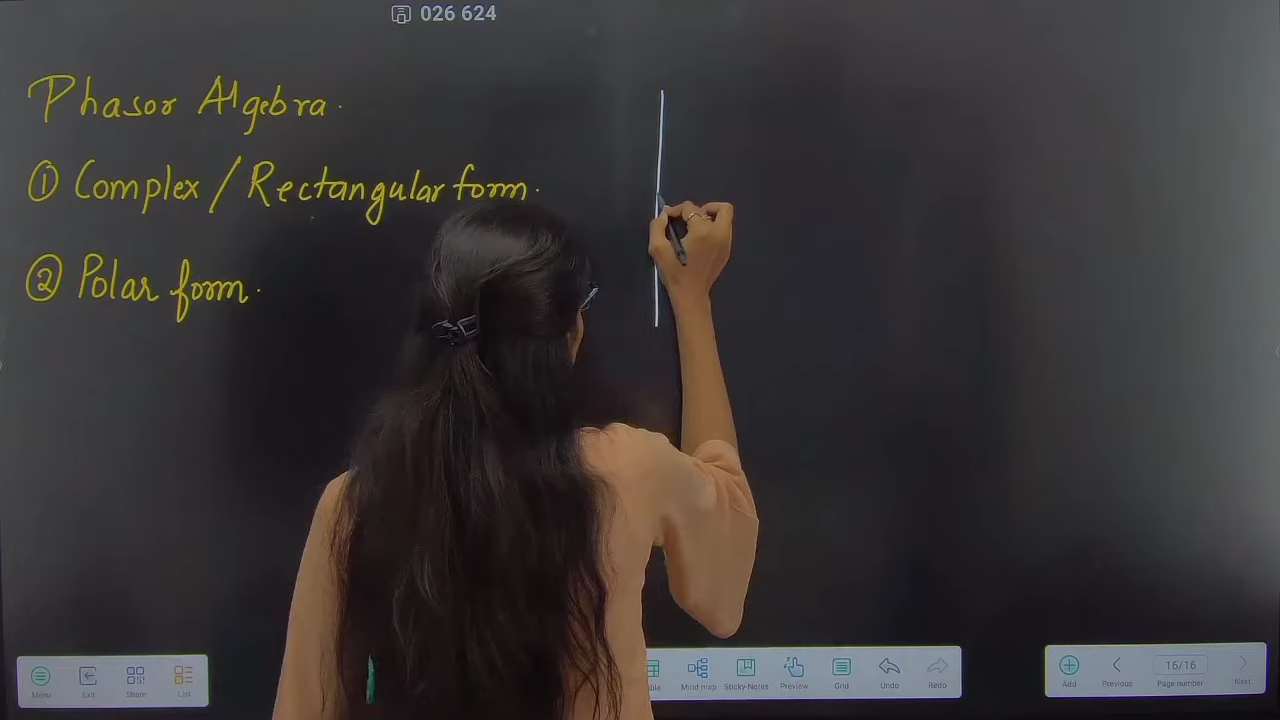 026 624
Phasor Algebra.
① Complex / Rectangular form.
② Polar form.
Menu Exit Share List
Mind map Sticky-Notes Preview Grid Undo Redo
Add Previous 16/16 Page number Next